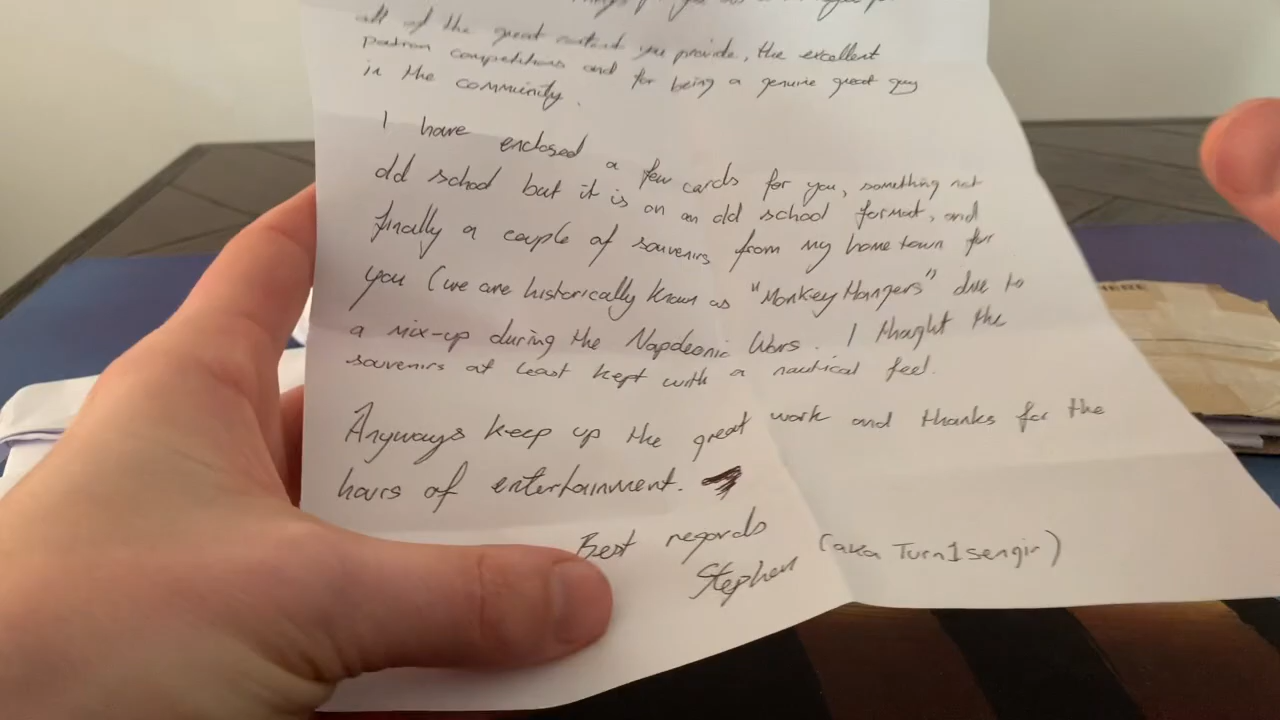 all of the great content you provide, the excellent
patron competitions and for being a genuine great guy
in the community.
I have enclosed a few cards for you, something not
old school but it is on an old school format, and
finally a couple of souvenirs from my home town for
you (we are historically known as "Monkey Hangers" due to
a mix-up during the Napoleonic Wars. I thought the
souvenirs at least kept with a nautical feel.
Anyways keep up the great work and thanks for the
hours of entertainment.
Best regards
Stephen (aka Turn1sengir)
HERE